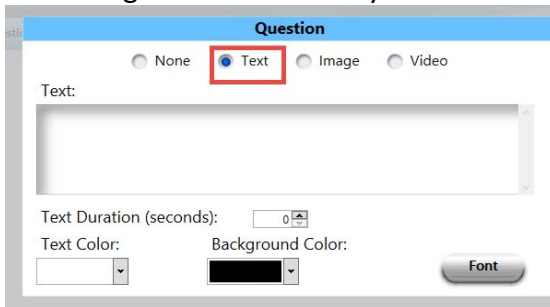 Question
None Text Image Video
Text:
Text Duration (seconds): 0
Text Color: Background Color:
Font